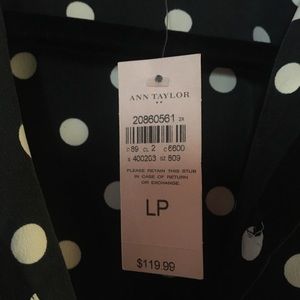 ANN TAYLOR
20860561 2X
D 89 CL 2 C 6600
S 400203 SZ 809
PLEASE RETAIN THIS STUB
IN CASE OF RETURN
OR EXCHANGE.
LP
$119.99